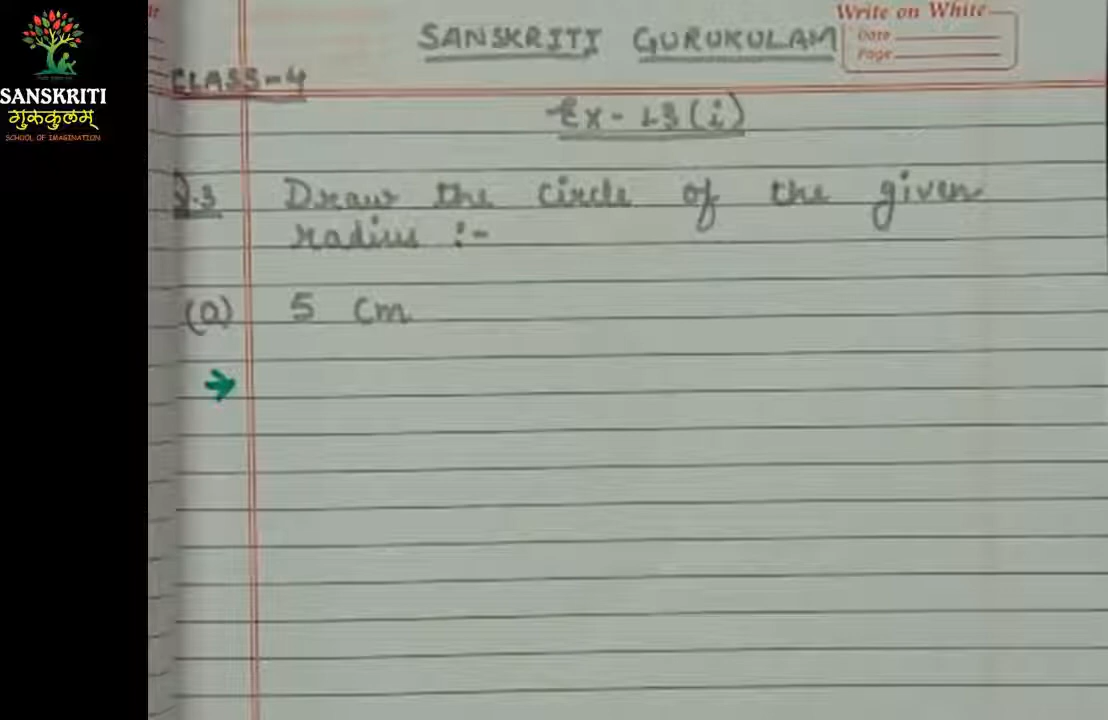 Write on White
SANSKRITI GURUKULAM
Date
Page
CLASS-4
SANSKRITI
गुरुकुलम्
SCHOOL OF IMAGINATION
Ex - 13 (i)
Q.3 Draw the circle of the given
radius :-
(a) 5 cm